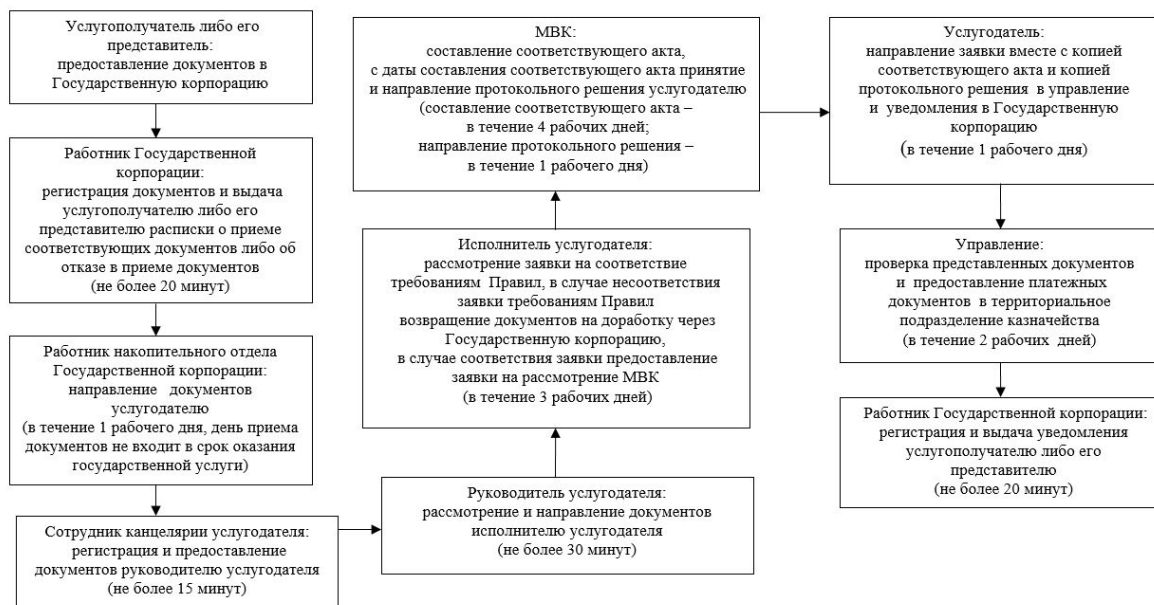 Услугополучатель либо его
представитель:
предоставление документов в
Государственную корпорацию
Работник Государственной
корпорации:
регистрация документов и выдача
услугополучателю либо его
представителю расписки о приеме
соответствующих документов либо об
отказе в приеме документов
(не более 20 минут)
Работник накопительного отдела
Государственной корпорации:
направление документов
услугодателю
(в течение 1 рабочего дня, день приема
документов не входит в срок оказания
государственной услуги)
Сотрудник канцелярии услугодателя:
регистрация и предоставление
документов руководителю услугодателя
(не более 15 минут)
Руководитель услугодателя:
рассмотрение и направление документов
исполнителю услугодателя
(не более 30 минут)
Исполнитель услугодателя:
рассмотрение заявки на соответствие
требованиям Правил, в случае несоответствия
заявки требованиям Правил
возвращение документов на доработку через
Государственную корпорацию,
в случае соответствия заявки предоставление
заявки на рассмотрение МВК
(в течение 3 рабочих дней)
МВК:
составление соответствующего акта,
с даты составления соответствующего акта принятие
и направление протокольного решения услугодателю
(составление соответствующего акта –
в течение 4 рабочих дней;
направление протокольного решения –
в течение 1 рабочего дня)
Услугодатель:
направление заявки вместе с копией
соответствующего акта и копией
протокольного решения в управление
и уведомления в Государственную
корпорацию
(в течение 1 рабочего дня)
Управление:
проверка представленных документов
и предоставление платежных
документов в территориальное
подразделение казначейства
(в течение 2 рабочих дней)
Работник Государственной корпорации:
регистрация и выдача уведомления
услугополучателю либо его
представителю
(не более 20 минут)